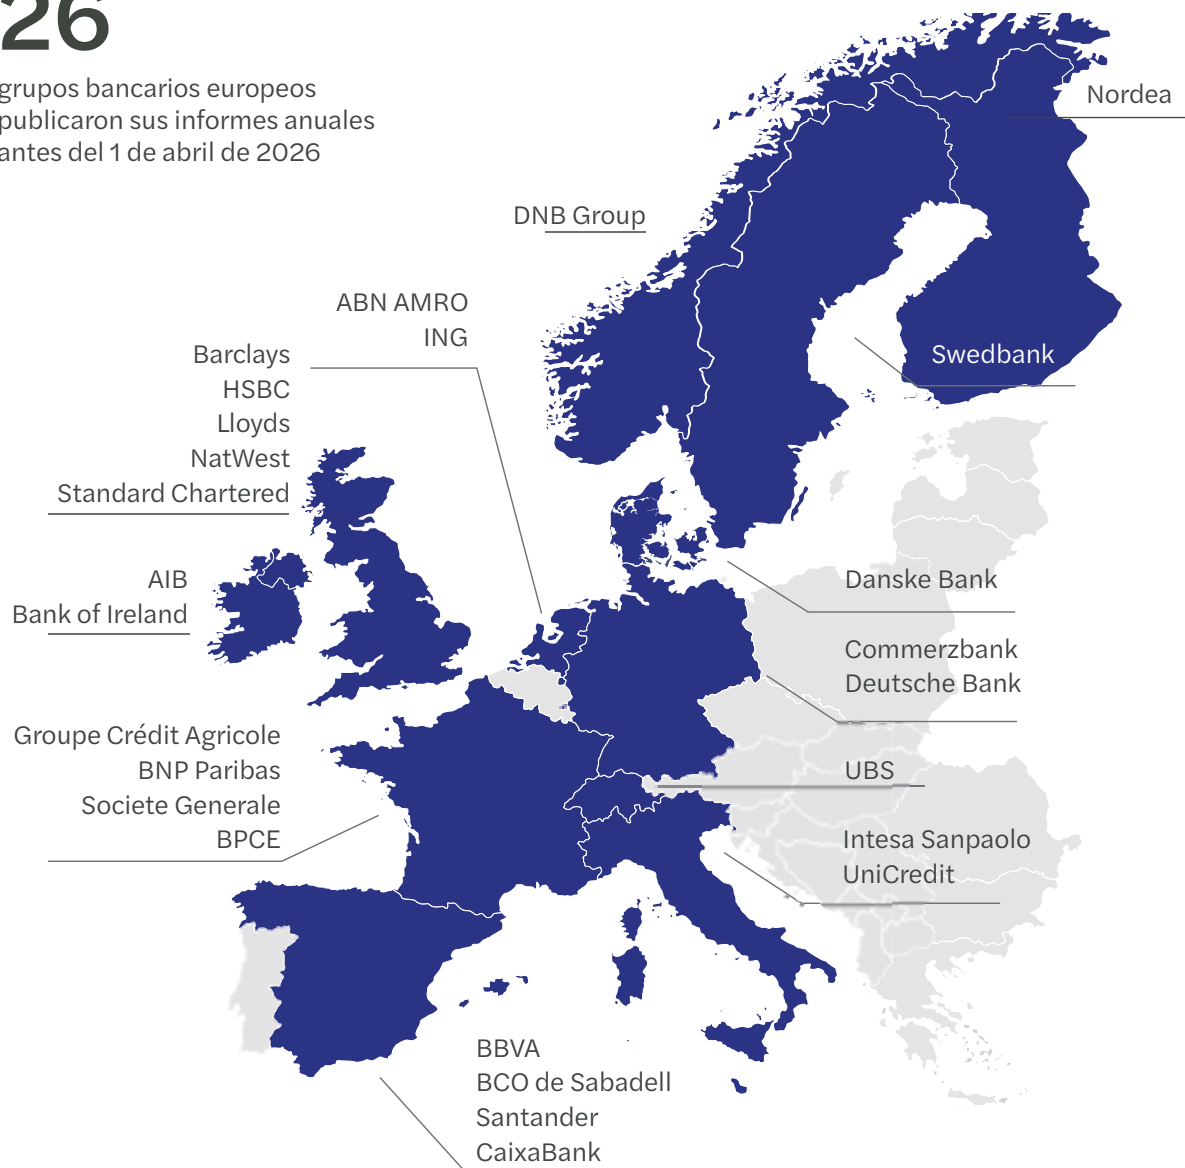 26
grupos bancarios europeos
publicaron sus informes anuales
antes del 1 de abril de 2026
Nordea
DNB Group
ABN AMRO
ING
Barclays
HSBC
Lloyds
NatWest
Standard Chartered
Swedbank
AIB
Bank of Ireland
Danske Bank
Commerzbank
Deutsche Bank
Groupe Crédit Agricole
BNP Paribas
Societe Generale
BPCE
UBS
Intesa Sanpaolo
UniCredit
BBVA
BCO de Sabadell
Santander
CaixaBank